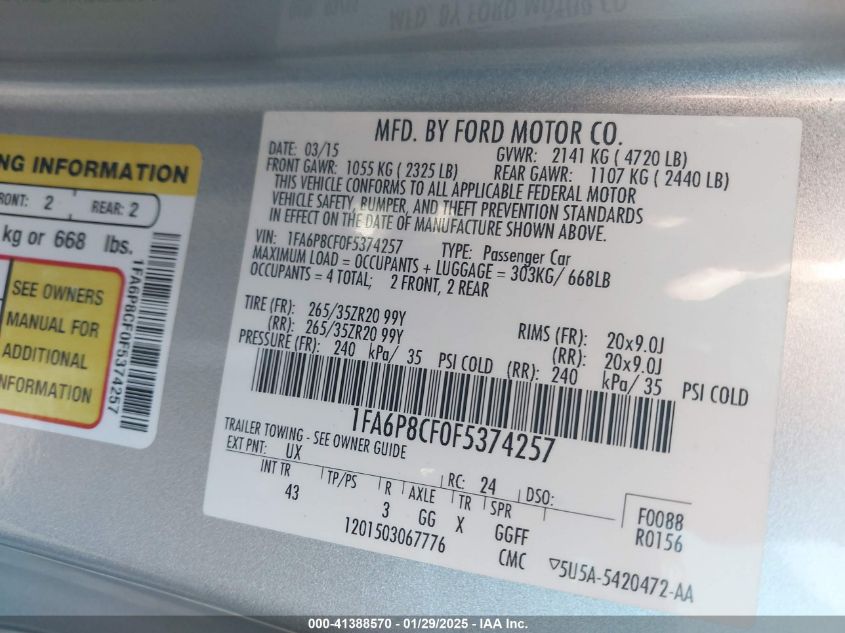 MFD. BY FORD MOTOR CO.
DATE: 03/15 GVWR: 2141 KG ( 4720 LB)
FRONT GAWR: 1055 KG ( 2325 LB) REAR GAWR: 1107 KG ( 2440 LB)
THIS VEHICLE CONFORMS TO ALL APPLICABLE FEDERAL MOTOR
VEHICLE SAFETY, BUMPER, AND THEFT PREVENTION STANDARDS
IN EFFECT ON THE DATE OF MANUFACTURE SHOWN ABOVE.
VIN: 1FA6P8CF0F5374257 TYPE: Passenger Car
MAXIMUM LOAD = OCCUPANTS + LUGGAGE = 303KG/ 668LB
OCCUPANTS = 4 TOTAL; 2 FRONT, 2 REAR
TIRE (FR): 265/35ZR20 99Y RIMS (FR): 20x9.0J
(RR): 265/35ZR20 99Y (RR): 20x9.0J
PRESSURE (FR): 240 kPa/ 35 PSI COLD (RR): 240 kPa/ 35 PSI COLD
1FA6P8CF0F5374257
TRAILER TOWING - SEE OWNER GUIDE
EXT PNT: UX RC: 24 DSO:
INT TR TP/PS R AXLE TR SPR
43 3 GG X GGFF
F0088
R0156
1201503067776 CMC ▽5U5A-5420472-AA
NG INFORMATION
RONT: 2 REAR: 2
kg or 668 lbs.
SEE OWNERS
MANUAL FOR
ADDITIONAL
NFORMATION
1FA6P8CF0F5374257
MFD. BY FORD MOTOR CO.
000-41388570 — 01/29/2025 — IAA Inc.